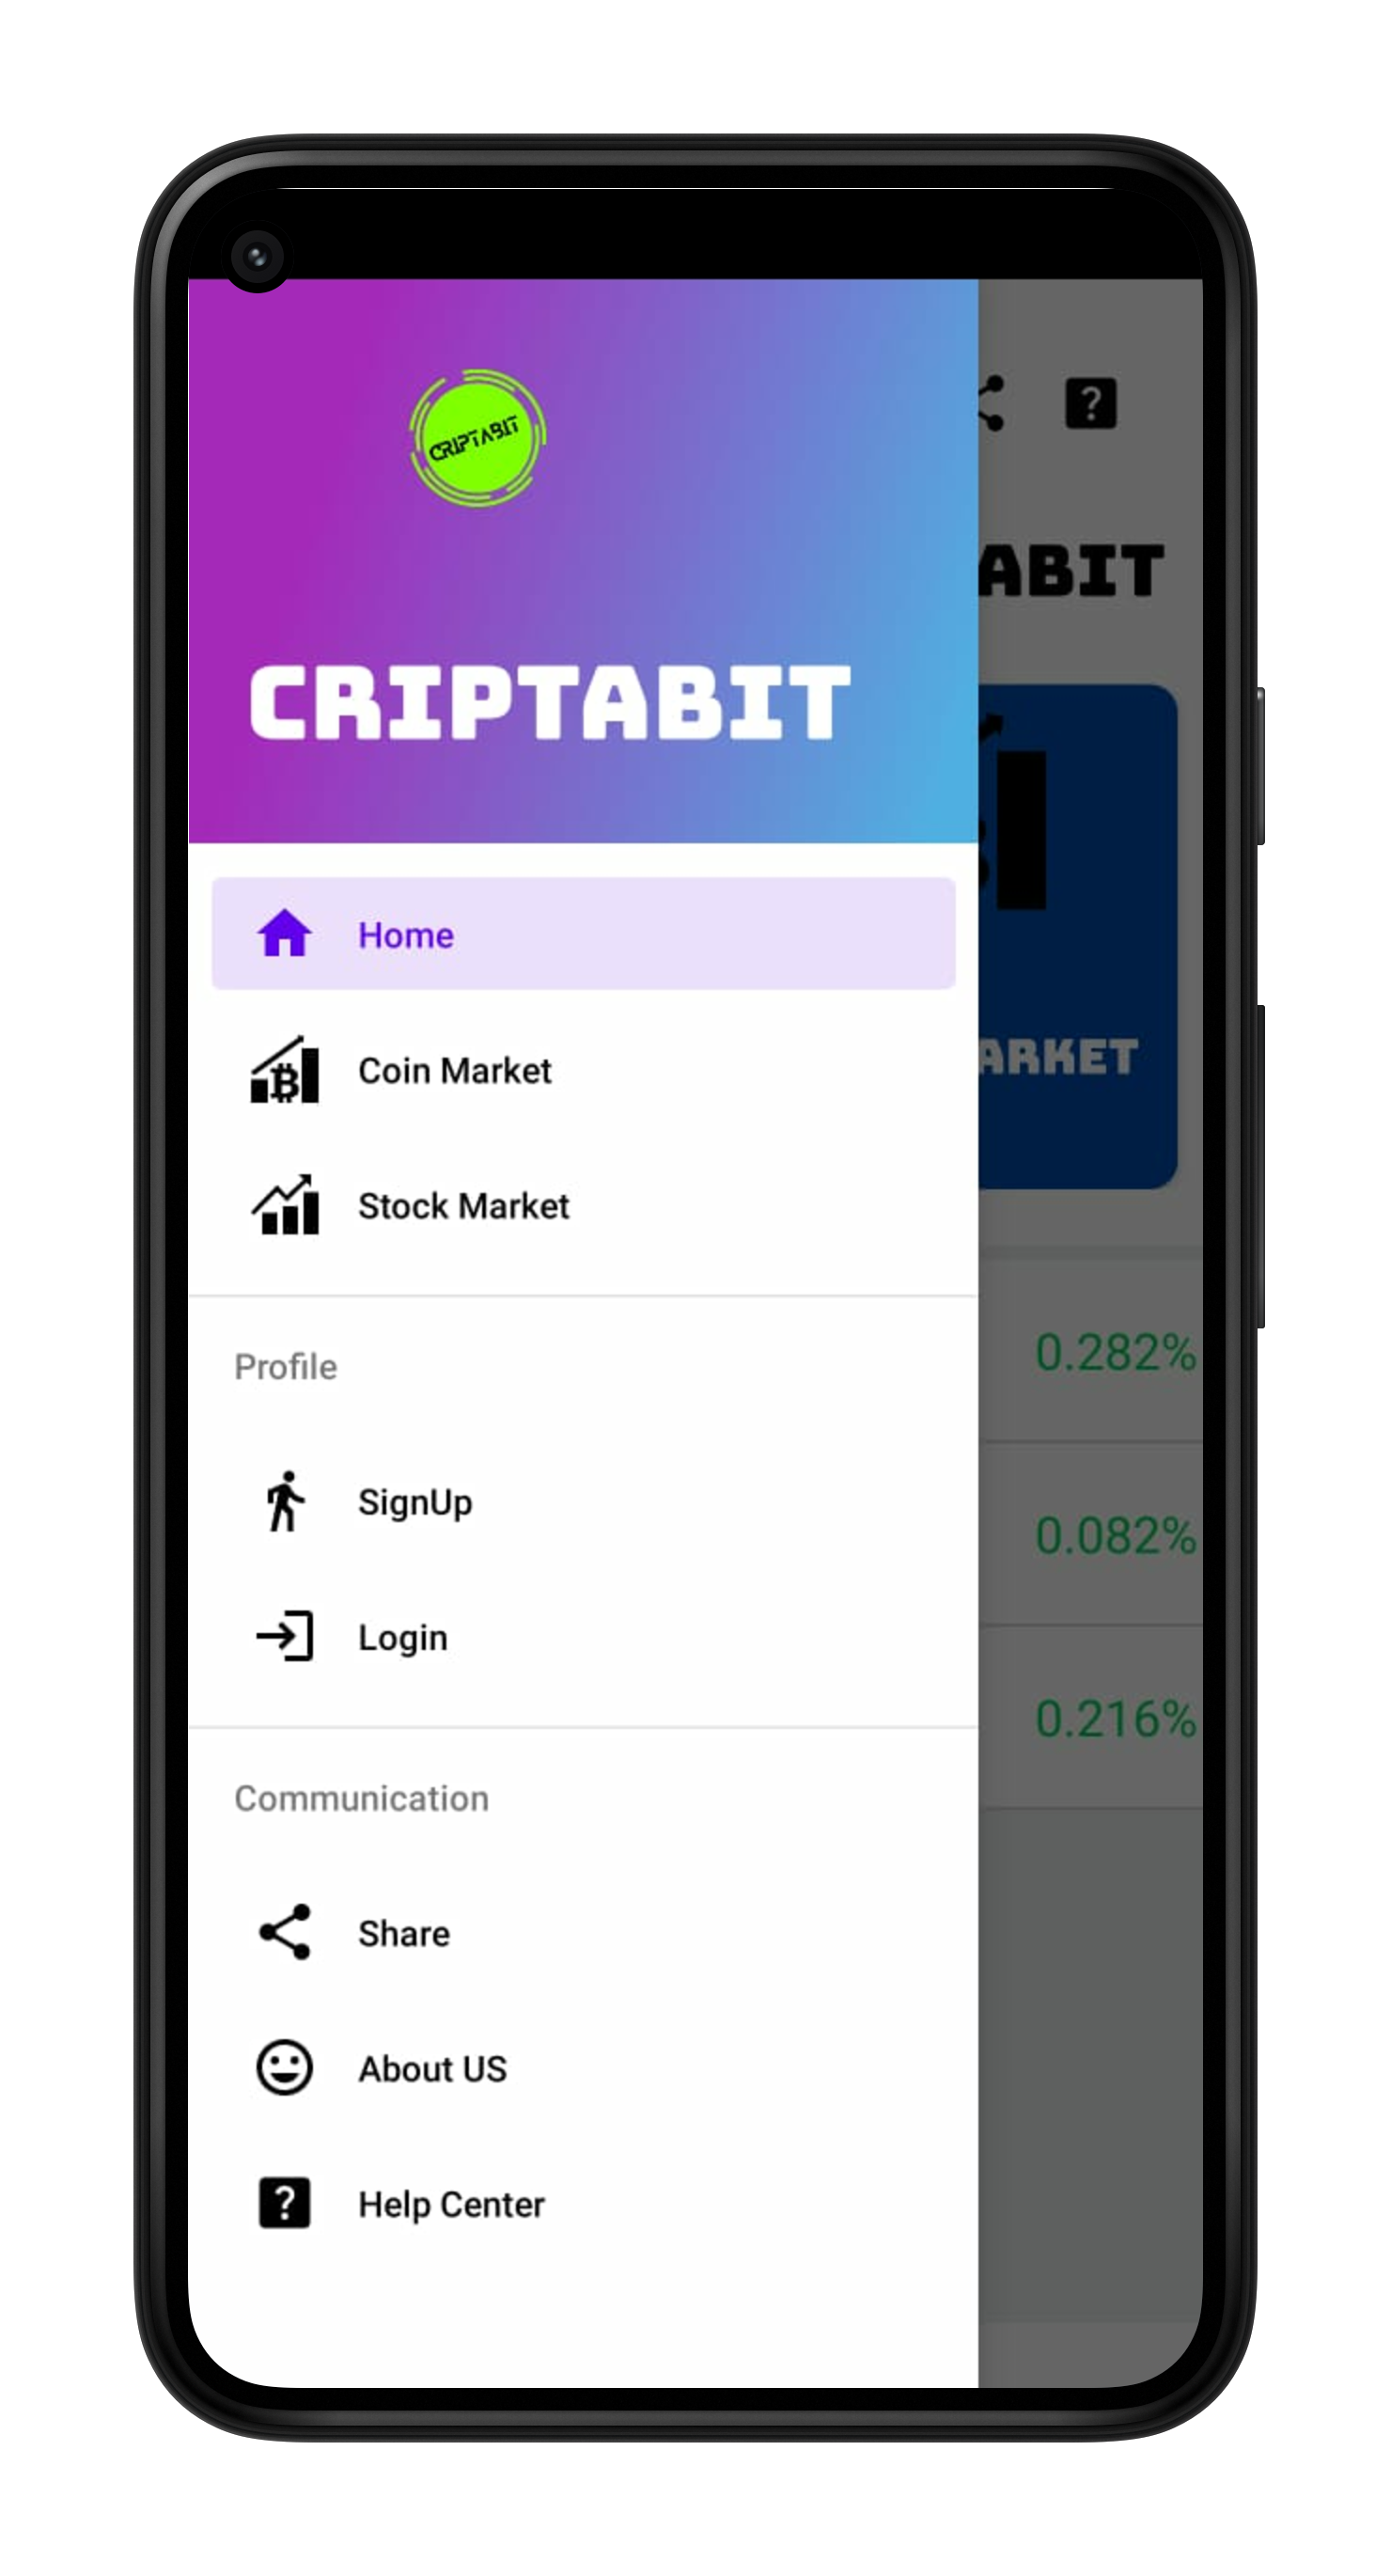 CRIPTABIT
CRIPTABIT
Home
Coin Market
Stock Market
Profile
SignUp
Login
Communication
Share
About US
Help Center
?
?
ABIT
ARKET
0.282%
0.082%
0.216%